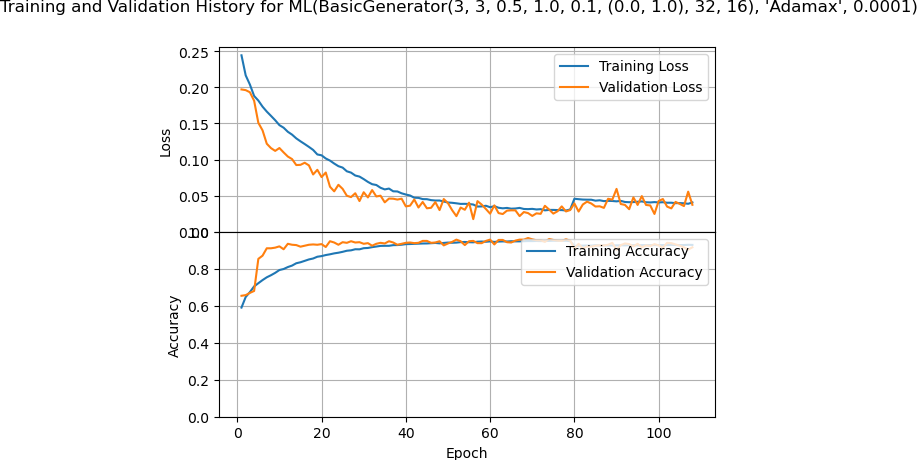 Training and Validation History for ML(BasicGenerator(3, 3, 0.5, 1.0, 0.1, (0.0, 1.0), 32, 16), 'Adamax', 0.0001)
0.25
0.20
0.15
0.10
0.05
0.00
Loss
Training Loss
Validation Loss
1.0
0.8
0.6
0.4
0.2
0.0
Accuracy
Training Accuracy
Validation Accuracy
0
20
40
60
80
100
Epoch